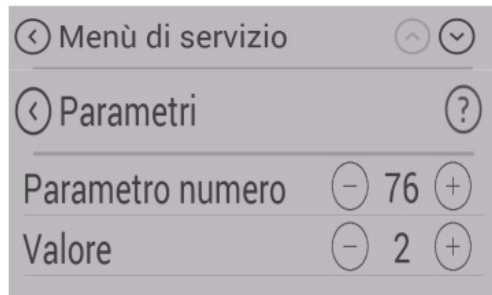 Menù di servizio
Parametri ?
Parametro numero - 76 +
Valore - 2 +